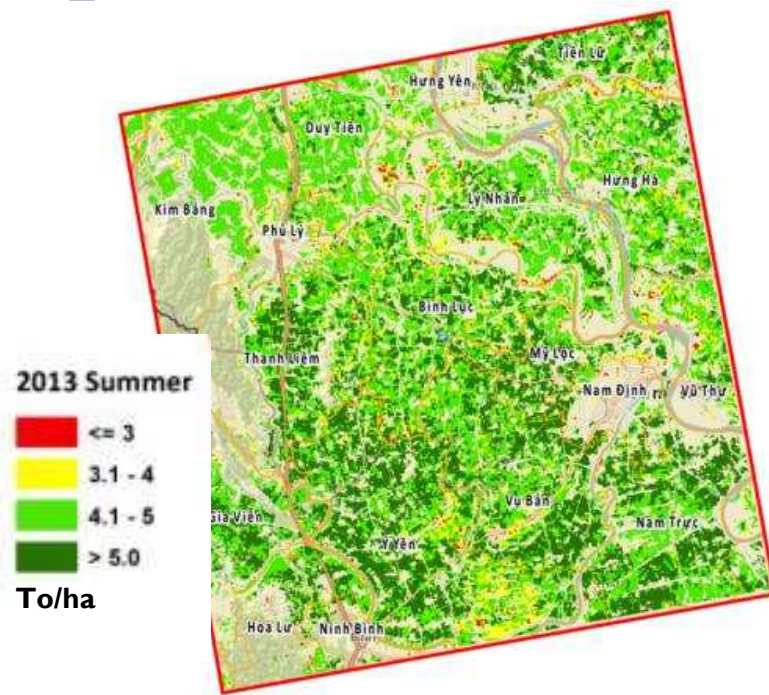 Tiên Lữ
Hưng Yên
Duy Tiên
Hưng Hà
Lý Nhân
Kim Bảng
Phủ Lý
Bình Lục
Thanh Liêm
Mỹ Lộc
2013 Summer
Nam Định
Vũ Thư
<= 3
3.1 - 4
4.1 - 5
> 5.0
To/ha
Vụ Bản
Gia Viễn
Nam Trực
Ý Yên
Hoa Lư
Ninh Bình